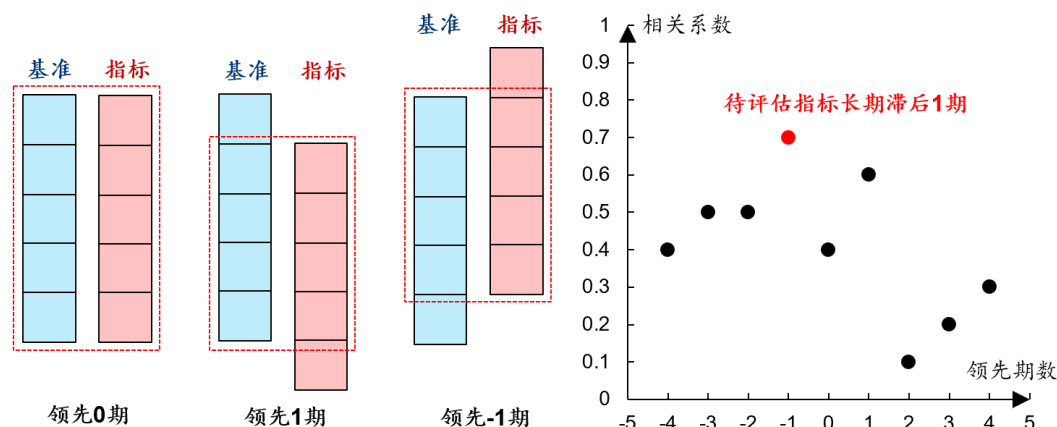 基准 指标
领先0期
基准 指标
领先1期
基准 指标
领先-1期
相关系数
1
0.9
0.8
0.7
0.6
0.5
0.4
0.3
0.2
0.1
0
待评估指标长期滞后1期
领先期数
-5 -4 -3 -2 -1 0 1 2 3 4 5